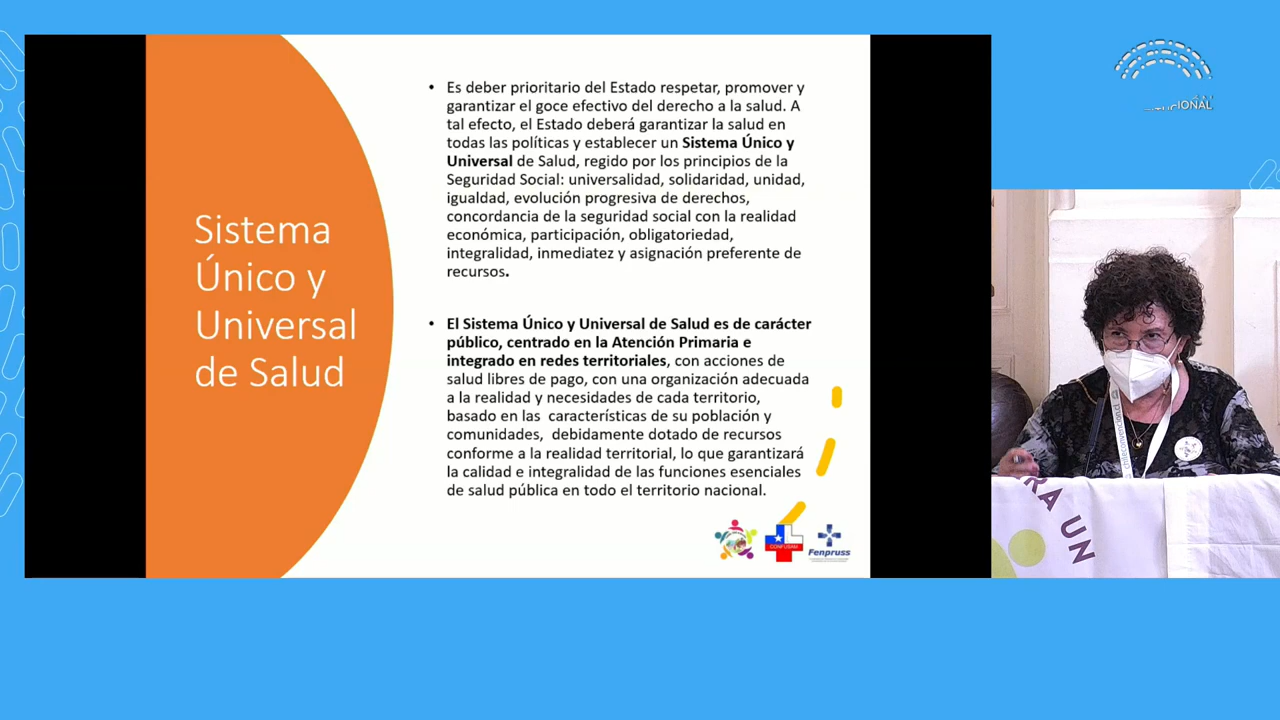 Sistema
Único y
Universal
de Salud
• Es deber prioritario del Estado respetar, promover y
garantizar el goce efectivo del derecho a la salud. A
tal efecto, el Estado deberá garantizar la salud en
todas las políticas y establecer un Sistema Único y
Universal de Salud, regido por los principios de la
Seguridad Social: universalidad, solidaridad, unidad,
igualdad, evolución progresiva de derechos,
concordancia de la seguridad social con la realidad
económica, participación, obligatoriedad,
integralidad, inmediatez y asignación preferente de
recursos.
• El Sistema Único y Universal de Salud es de carácter
público, centrado en la Atención Primaria e
integrado en redes territoriales, con acciones de
salud libres de pago, con una organización adecuada
a la realidad y necesidades de cada territorio,
basado en las características de su población y
comunidades, debidamente dotado de recursos
conforme a la realidad territorial, lo que garantizará
la calidad e integralidad de las funciones esenciales
de salud pública en todo el territorio nacional.
CONFUSAM
Fenpruss
chileconvencion.cl
RA UN